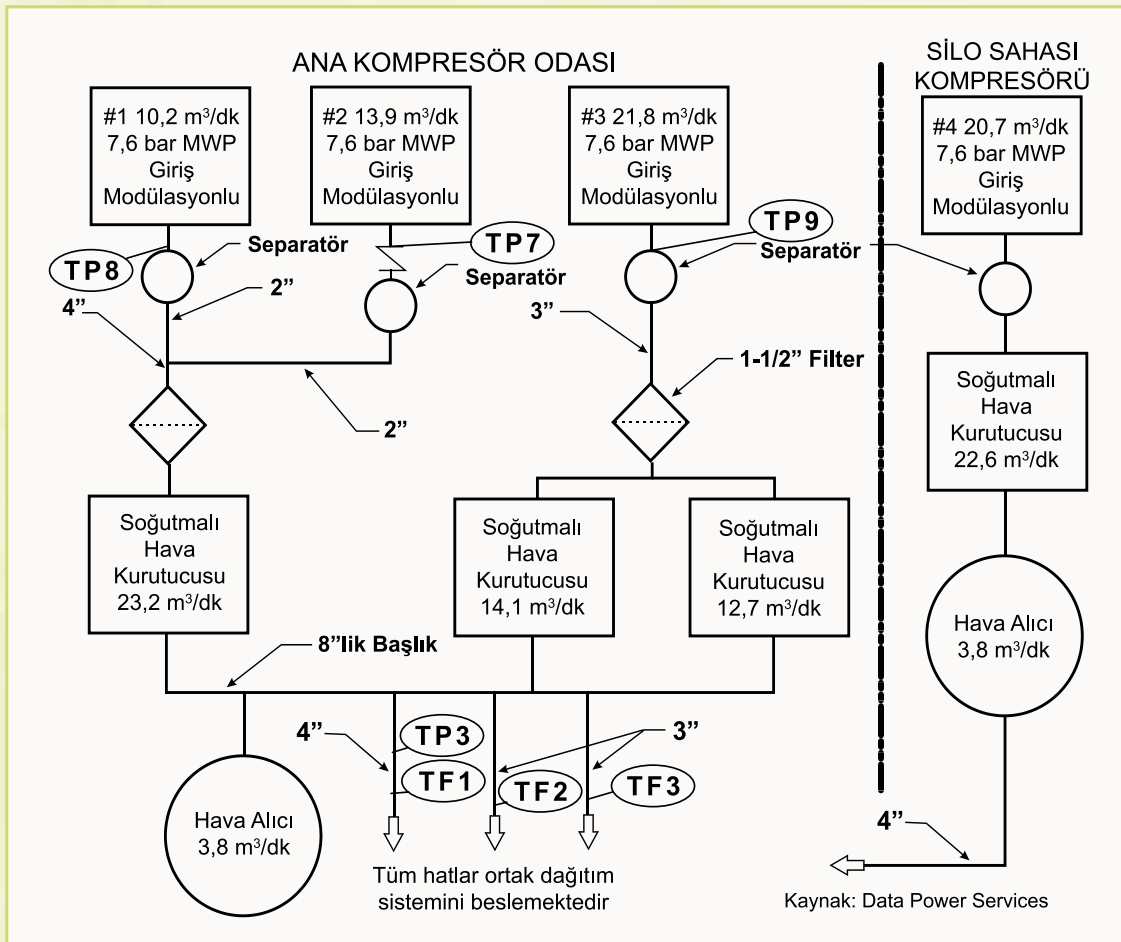 ANA KOMPRESÖR ODASI
SİLO SAHASI
KOMPRESÖRÜ
#1 10,2 m³/dk
7,6 bar MWP
Giriş
Modülasyonlu
#2 13,9 m³/dk
7,6 bar MWP
Giriş
Modülasyonlu
#3 21,8 m³/dk
7,6 bar MWP
Giriş
Modülasyonlu
#4 20,7 m³/dk
7,6 bar MWP
Giriş
Modülasyonlu
TP8
Separatör
TP7
Separatör
TP9
Separatör
2”
4”
3”
2”
1-1/2” Filter
Soğutmalı
Hava
Kurutucusu
22,6 m³/dk
Soğutmalı
Hava
Kurutucusu
23,2 m³/dk
Soğutmalı
Hava
Kurutucusu
14,1 m³/dk
Soğutmalı
Hava
Kurutucusu
12,7 m³/dk
Hava Alıcı
3,8 m³/dk
8”lik Başlık
4”
TP3
TF1
TF2
3”
TF3
Hava Alıcı
3,8 m³/dk
4”
Tüm hatlar ortak dağıtım
sistemini beslemektedir
Kaynak: Data Power Services